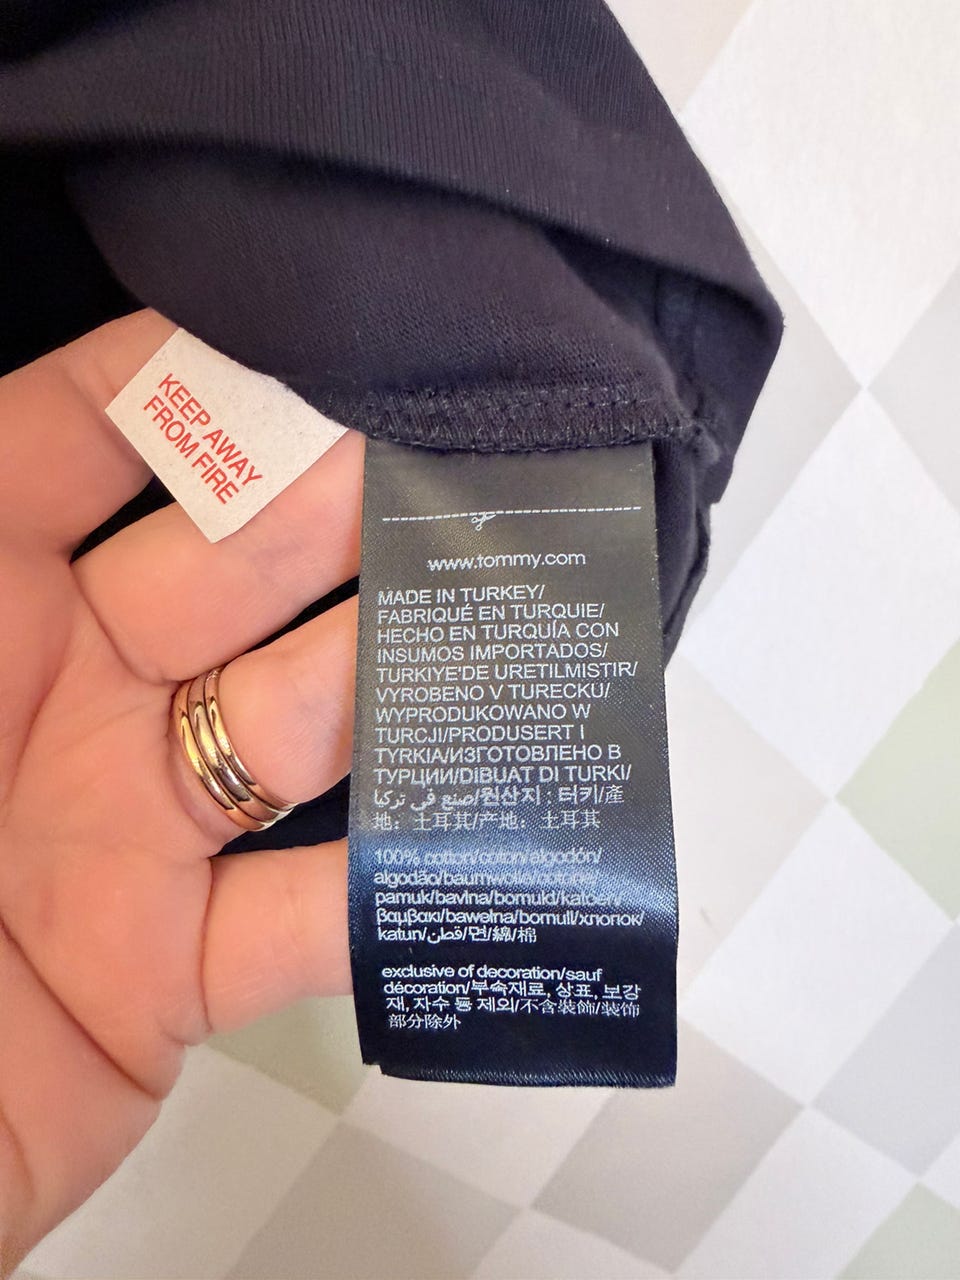 KEEP AWAY
FROM FIRE
www.tommy.com
MADE IN TURKEY/
FABRIQUÉ EN TURQUIE/
HECHO EN TURQUÍA CON
INSUMOS IMPORTADOS/
TURKIYE'DE URETILMISTIR/
VYROBENO V TURECKU/
WYPRODUKOWANO W
TURCJI/PRODUSERT I
TYRKIA/ИЗГОТОВЛЕНО В
ТУРЦИИ/DIBUAT DI TURKI/
صنع في تركيا/원산지 : 터키/產
地: 土耳其/产地: 土耳其
100% cotton/coton/algodón/
algodão/baumwolle/cotone/
pamuk/bavlna/bomuld/katoen/
βαμβακι/bawełna/bomull/хлопок/
katun/قطن/면/綿/棉
exclusive of decoration/sauf
décoration/부속재료, 상표, 보강
재, 자수 등 제외/不含裝飾/装饰
部分除外